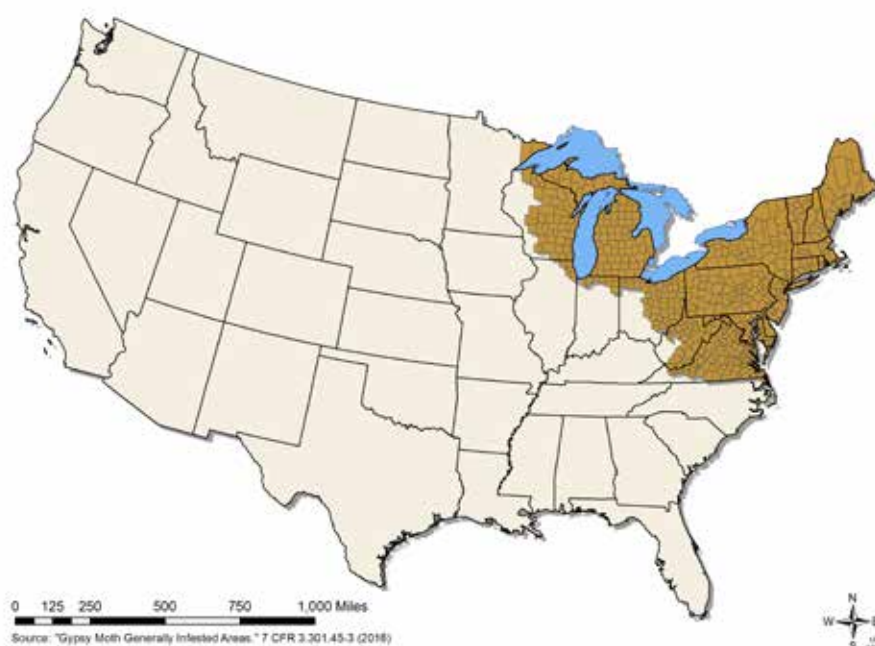 0 125 250 500 750 1,000 Miles
Source: "Gypsy Moth Generally Infested Areas." 7 CFR 3.301.45-3 (2016)
N
W E
S